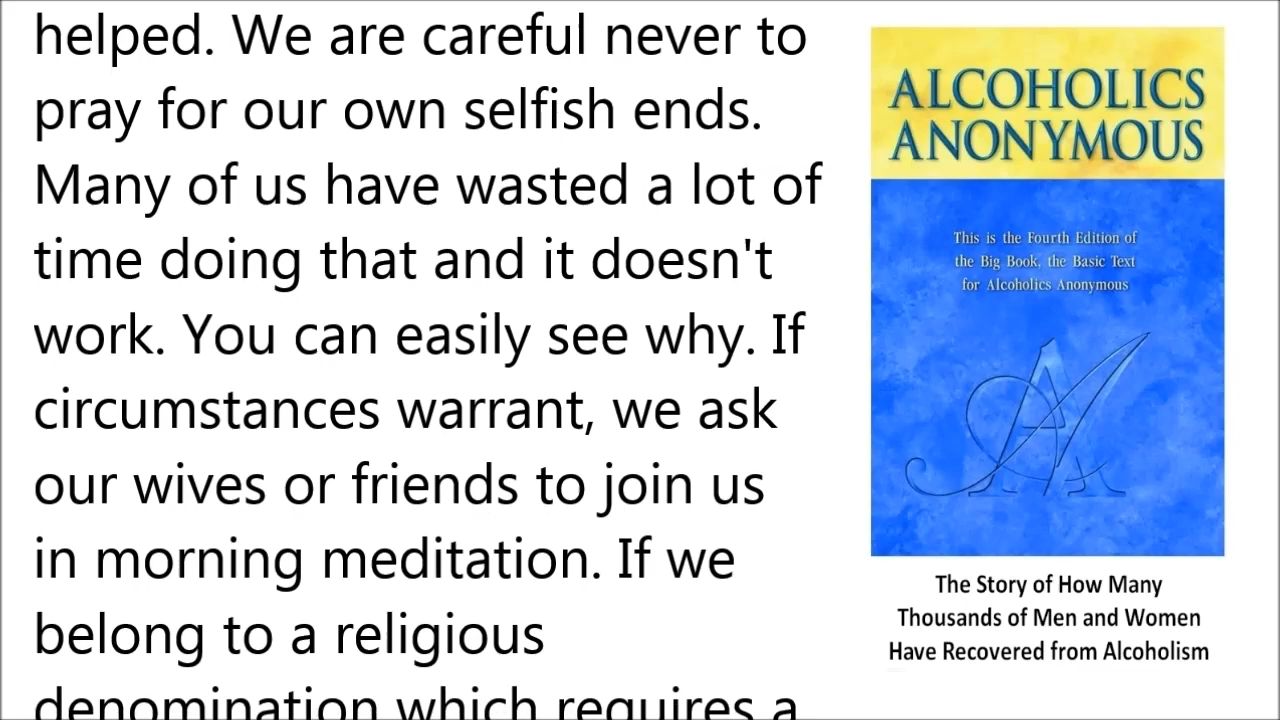 helped. We are careful never to
pray for our own selfish ends.
Many of us have wasted a lot of
time doing that and it doesn't
work. You can easily see why. If
circumstances warrant, we ask
our wives or friends to join us
in morning meditation. If we
belong to a religious
denomination which requires a
ALCOHOLICS
ANONYMOUS
This is the Fourth Edition of
the Big Book, the Basic Text
for Alcoholics Anonymous
AA
The Story of How Many
Thousands of Men and Women
Have Recovered from Alcoholism